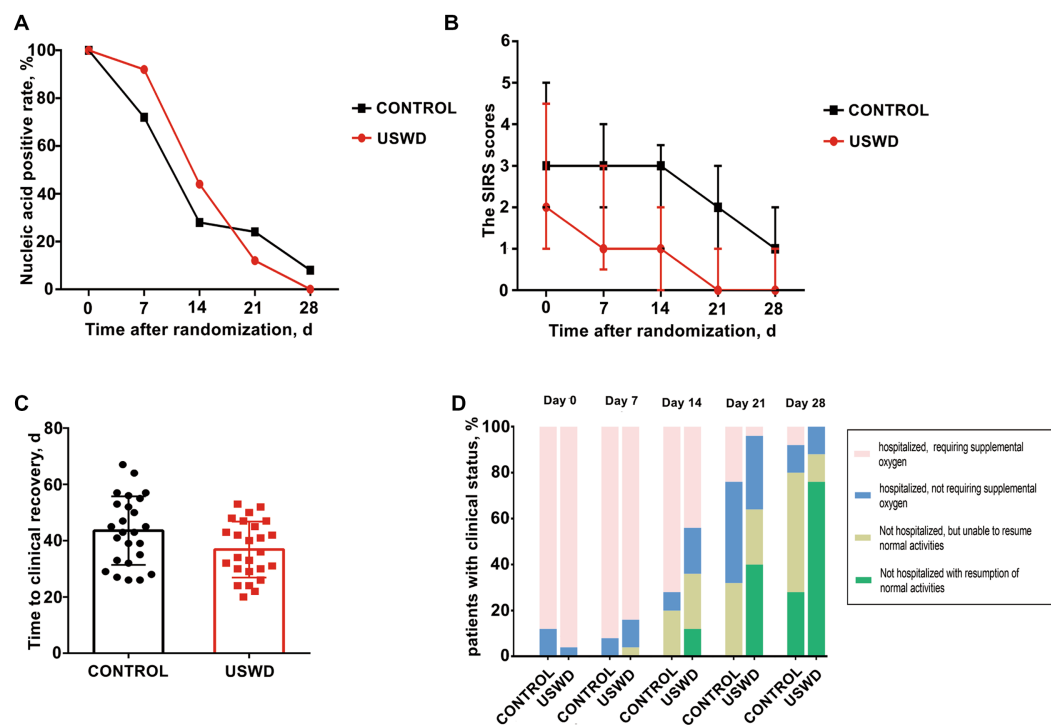 A
Nucleic acid positive rate, %
100
80
60
40
20
0
0 7 14 21 28
Time after randomization, d
CONTROL
USWD
B
The SIRS scores
6
5
4
3
2
1
0
0 7 14 21 28
Time after randomization, d
CONTROL
USWD
C
Time to clinical recovery, d
80
60
40
20
0
CONTROL USWD
D
patients with clinical status, %
Day 0 Day 7 Day 14 Day 21 Day 28
100
80
60
40
20
0
CONTROL USWD CONTROL USWD CONTROL USWD CONTROL USWD CONTROL USWD
hospitalized, requiring supplemental
oxygen
hospitalized, not requiring supplemental
oxygen
Not hospitalized, but unable to resume
normal activities
Not hospitalized with resumption of
normal activities